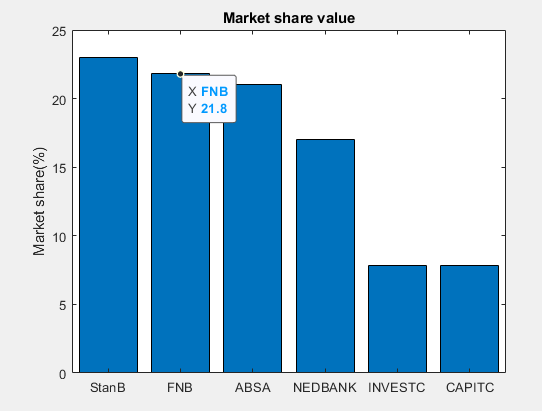 Market share value
Market share(%)
25
20
15
10
5
0
X FNB
Y 21.8
StanB FNB ABSA NEDBANK INVESTC CAPITC